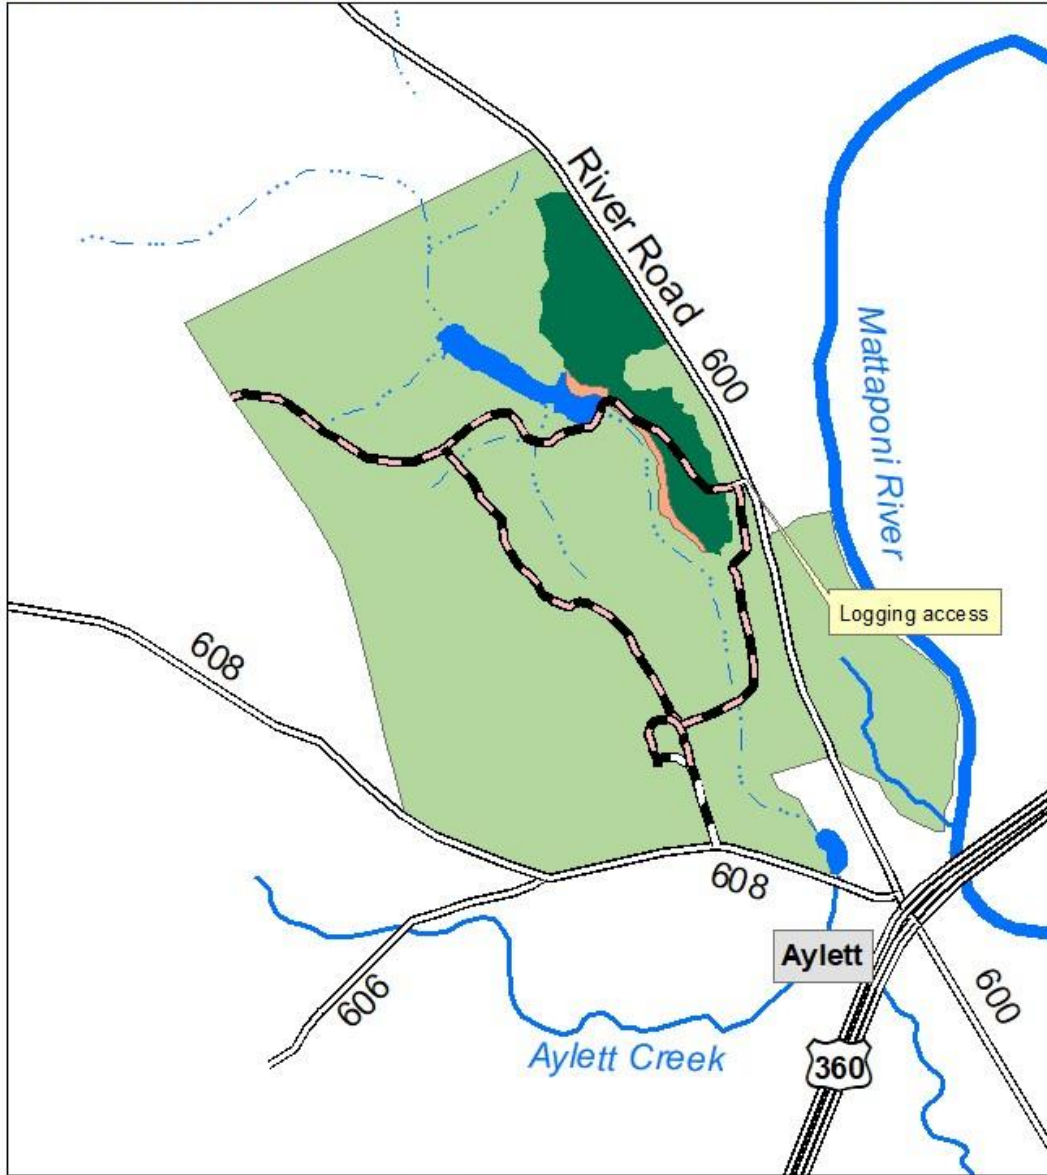 River Road 600
Mattaponi River
Logging access
608
608
Aylett
606
600
Aylett Creek
360